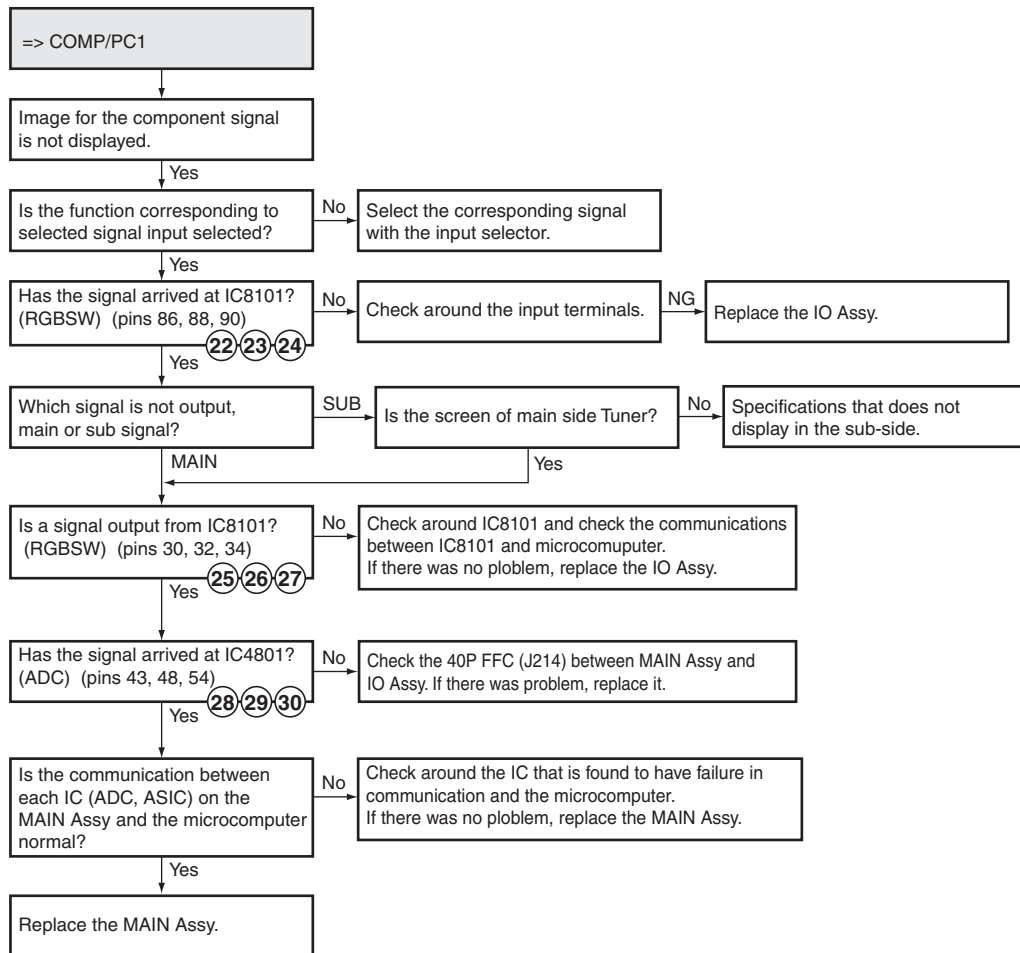 => COMP/PC1
Image for the component signal
is not displayed.
Yes
Is the function corresponding to
selected signal input selected?
No
Select the corresponding signal
with the input selector.
Yes
Has the signal arrived at IC8101?
(RGBSW) (pins 86, 88, 90)
22 23 24
No
Check around the input terminals.
NG
Replace the IO Assy.
Yes
Which signal is not output,
main or sub signal?
SUB
Is the screen of main side Tuner?
No
Specifications that does not
display in the sub-side.
MAIN
Yes
Is a signal output from IC8101?
(RGBSW) (pins 30, 32, 34)
25 26 27
No
Check around IC8101 and check the communications
between IC8101 and microcomuputer.
If there was no ploblem, replace the IO Assy.
Yes
Has the signal arrived at IC4801?
(ADC) (pins 43, 48, 54)
28 29 30
No
Check the 40P FFC (J214) between MAIN Assy and
IO Assy. If there was problem, replace it.
Yes
Is the communication between
each IC (ADC, ASIC) on the
MAIN Assy and the microcomputer
normal?
No
Check around the IC that is found to have failure in
communication and the microcomputer.
If there was no ploblem, replace the MAIN Assy.
Yes
Replace the MAIN Assy.